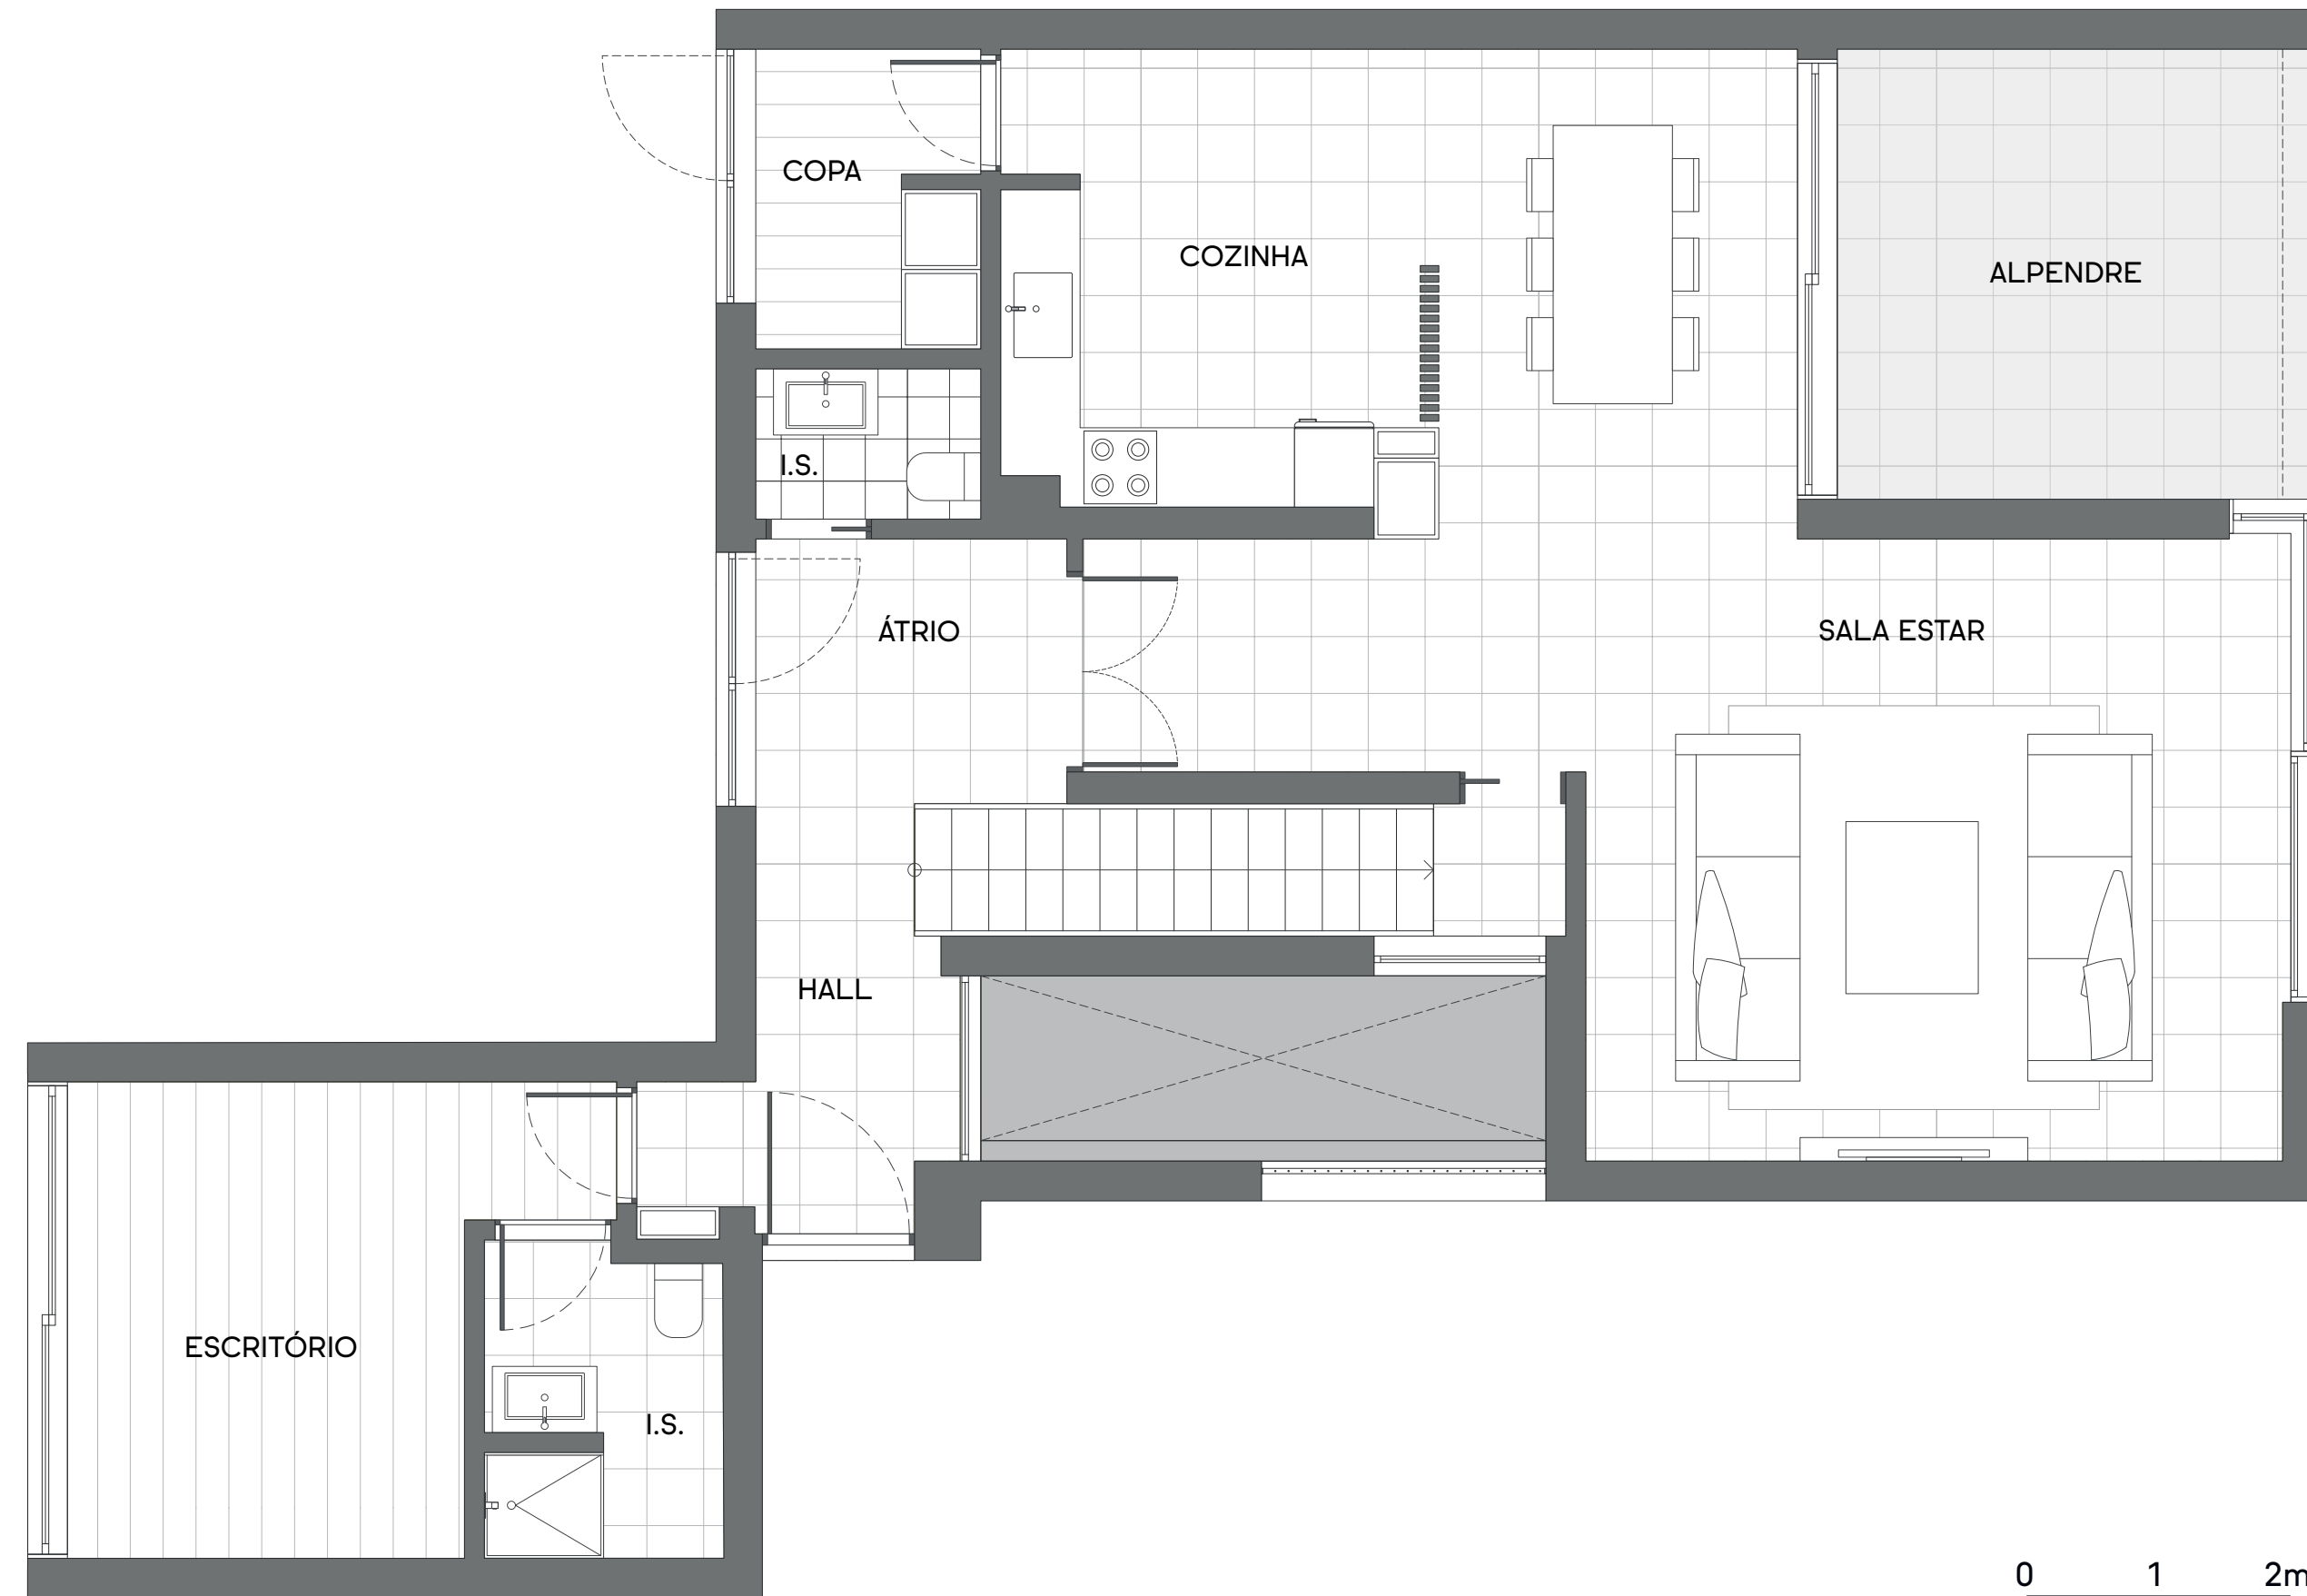 COPA
COZINHA
ALPENDRE
I.S.
ÁTRIO
SALA ESTAR
HALL
ESCRITÓRIO
I.S.
0 1 2m